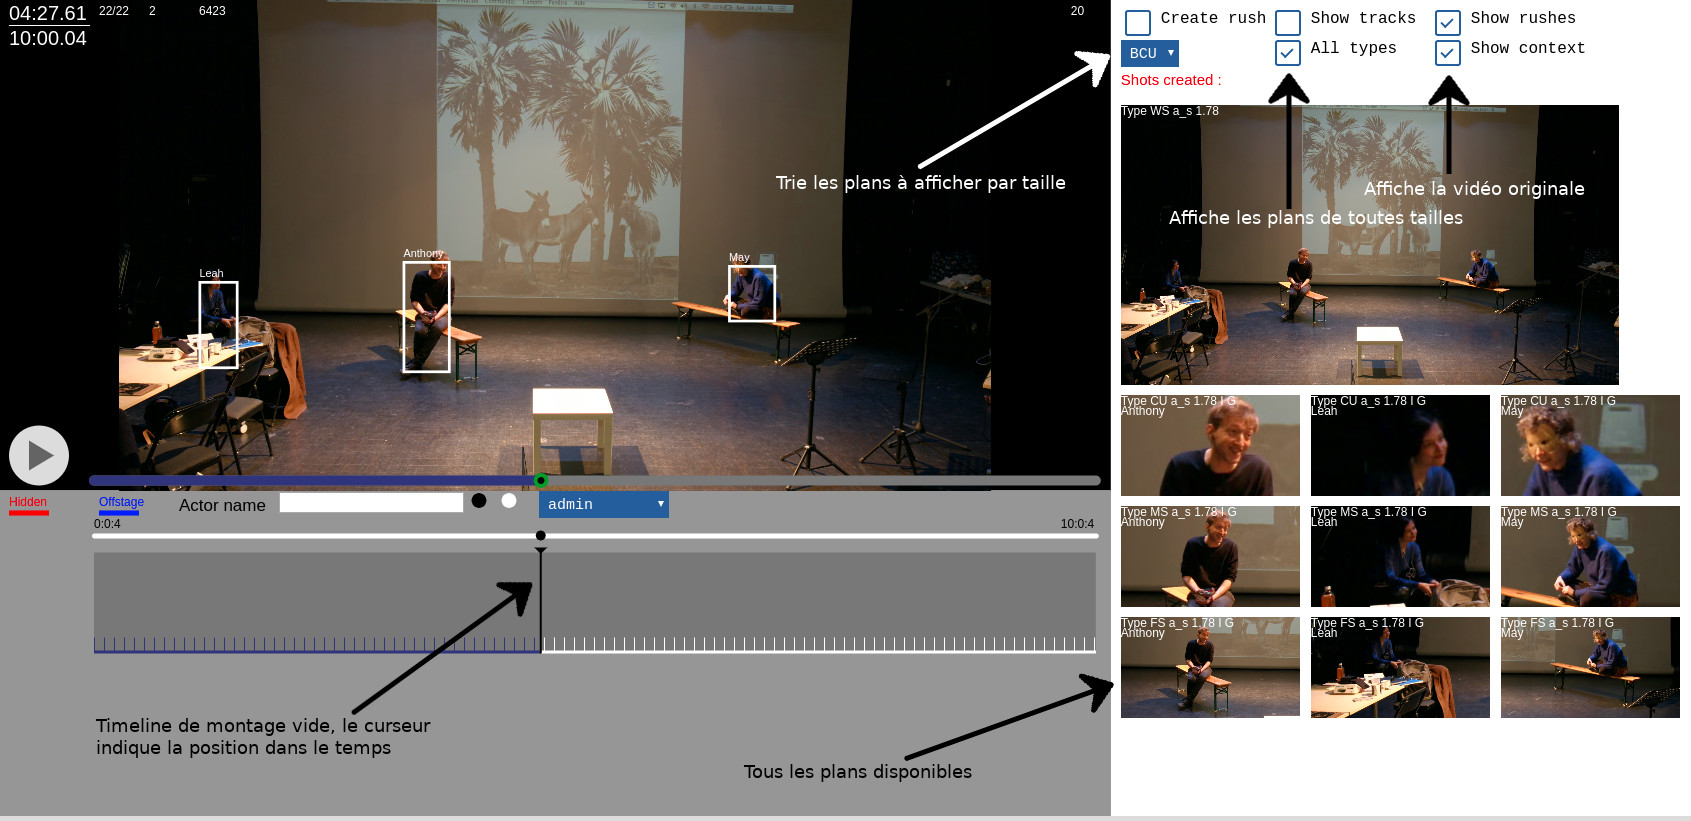 04:27.61
10:00.04
22/22 2 6423 20
Create rush Show tracks Show rushes
BCU All types Show context
Shots created :
Type WS a_s 1.78
Trie les plans à afficher par taille
Affiche la vidéo originale
Affiche les plans de toutes tailles
Anthony
May
Leah
Type CU a_s 1.78 I G
Anthony
Type CU a_s 1.78 I G
Leah
Type CU a_s 1.78 I G
May
Type MS a_s 1.78 I G
Anthony
Type MS a_s 1.78 I G
Leah
Type MS a_s 1.78 I G
May
Type FS a_s 1.78 I G
Anthony
Type FS a_s 1.78 I G
Leah
Type FS a_s 1.78 I G
May
Hidden Offstage Actor name admin
0:0:4 10:0:4
Timeline de montage vide, le curseur
indique la position dans le temps
Tous les plans disponibles